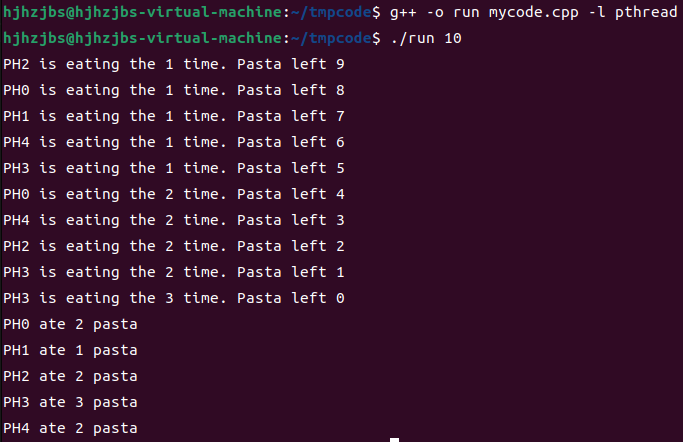 hjhzjbs@hjhzjbs-virtual-machine:~/tmpcode$ g++ -o run mycode.cpp -l pthread
hjhzjbs@hjhzjbs-virtual-machine:~/tmpcode$ ./run 10
PH2 is eating the 1 time. Pasta left 9
PH0 is eating the 1 time. Pasta left 8
PH1 is eating the 1 time. Pasta left 7
PH4 is eating the 1 time. Pasta left 6
PH3 is eating the 1 time. Pasta left 5
PH0 is eating the 2 time. Pasta left 4
PH4 is eating the 2 time. Pasta left 3
PH2 is eating the 2 time. Pasta left 2
PH3 is eating the 2 time. Pasta left 1
PH3 is eating the 3 time. Pasta left 0
PH0 ate 2 pasta
PH1 ate 1 pasta
PH2 ate 2 pasta
PH3 ate 3 pasta
PH4 ate 2 pasta